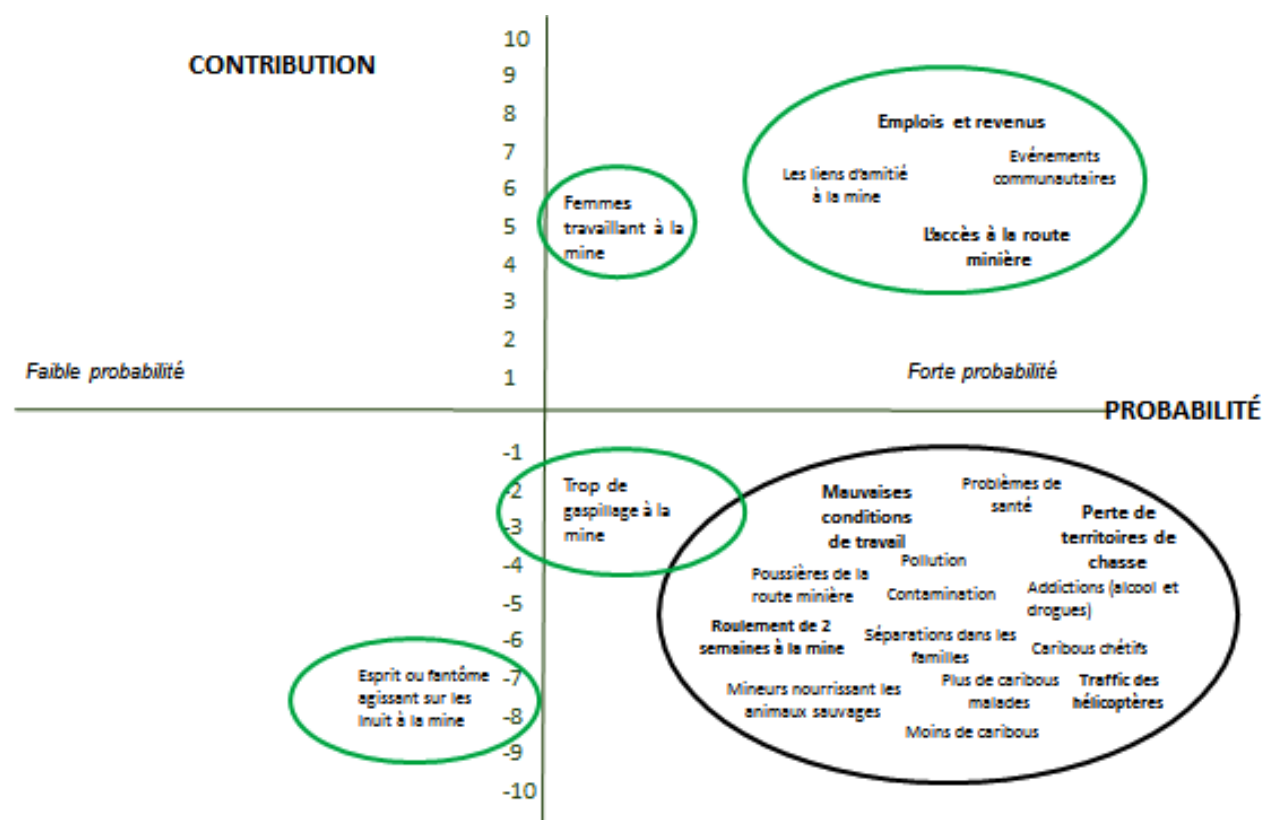 CONTRIBUTION
10
9
8
7
6
5
4
3
2
1
-1
-2
-3
-4
-5
-6
-7
-8
-9
-10
Emplois et revenus
Les liens d'amitié
à la mine
Evénements
communautaires
L'accès à la route
minière
Femmes
travaillant à la
mine
Faible probabilité
Forte probabilité
PROBABILITÉ
Trop de
gaspillage à la
mine
Mauvaises
conditions
de travail
Problèmes de
santé
Perte de
territoires de
chasse
Pollution
Poussières de la
route minière
Contamination
Addictions (alcool et
drogues)
Roulement de 2
semaines à la mine
Séparations dans les
familles
Caribous chétifs
Mineurs nourrissant les
animaux sauvages
Plus de caribous
malades
Traffic des
hélicoptères
Moins de caribous
Esprit ou fantôme
agissant sur les
Inuit à la mine